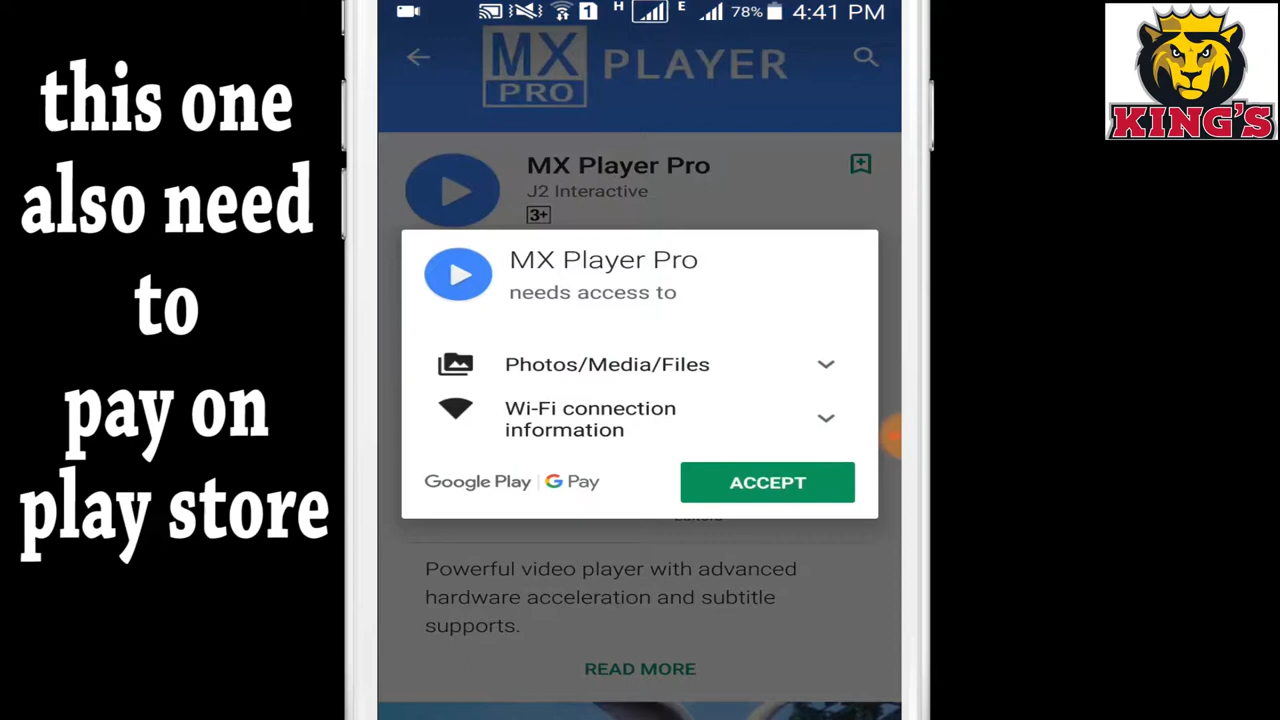 this one
also need
to
pay on
play store
H E 78% 4:41 PM
1
MX
PRO
PLAYER
MX Player Pro
J2 Interactive
3+
MX Player Pro
needs access to
Photos/Media/Files
Wi-Fi connection
information
Google Play | G Pay
ACCEPT
Editors'
Powerful video player with advanced
hardware acceleration and subtitle
supports.
READ MORE
KING'S